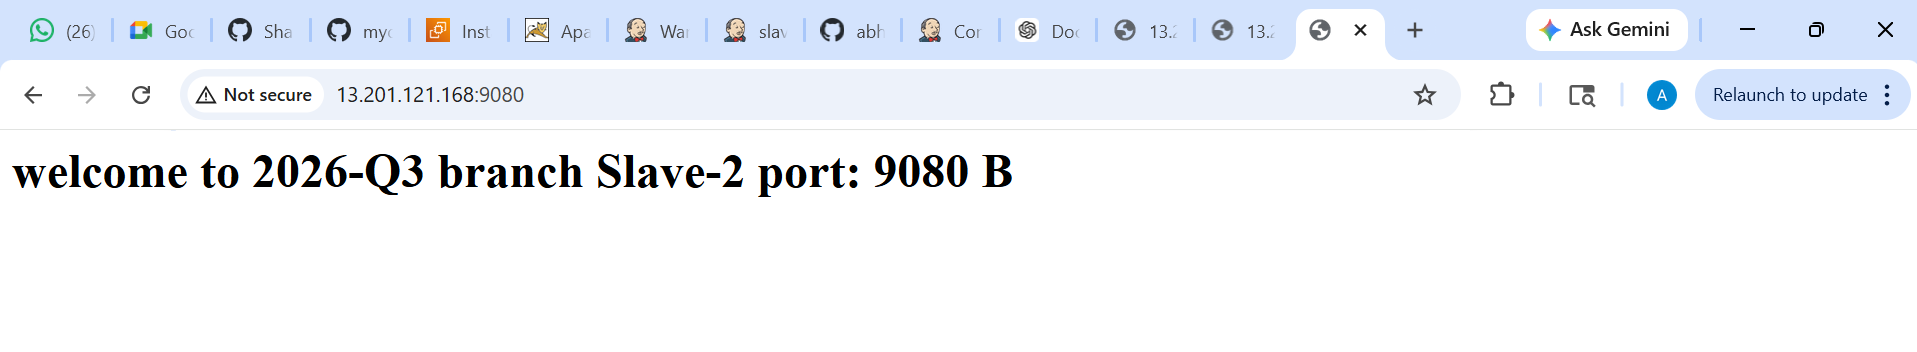 (26)
Goo
Sha
myc
Inst
Apa
War
slav
abh
Cor
Doc
13.2
13.2
Ask Gemini
Not secure
13.201.121.168:9080
A
Relaunch to update
welcome to 2026-Q3 branch Slave-2 port: 9080 B